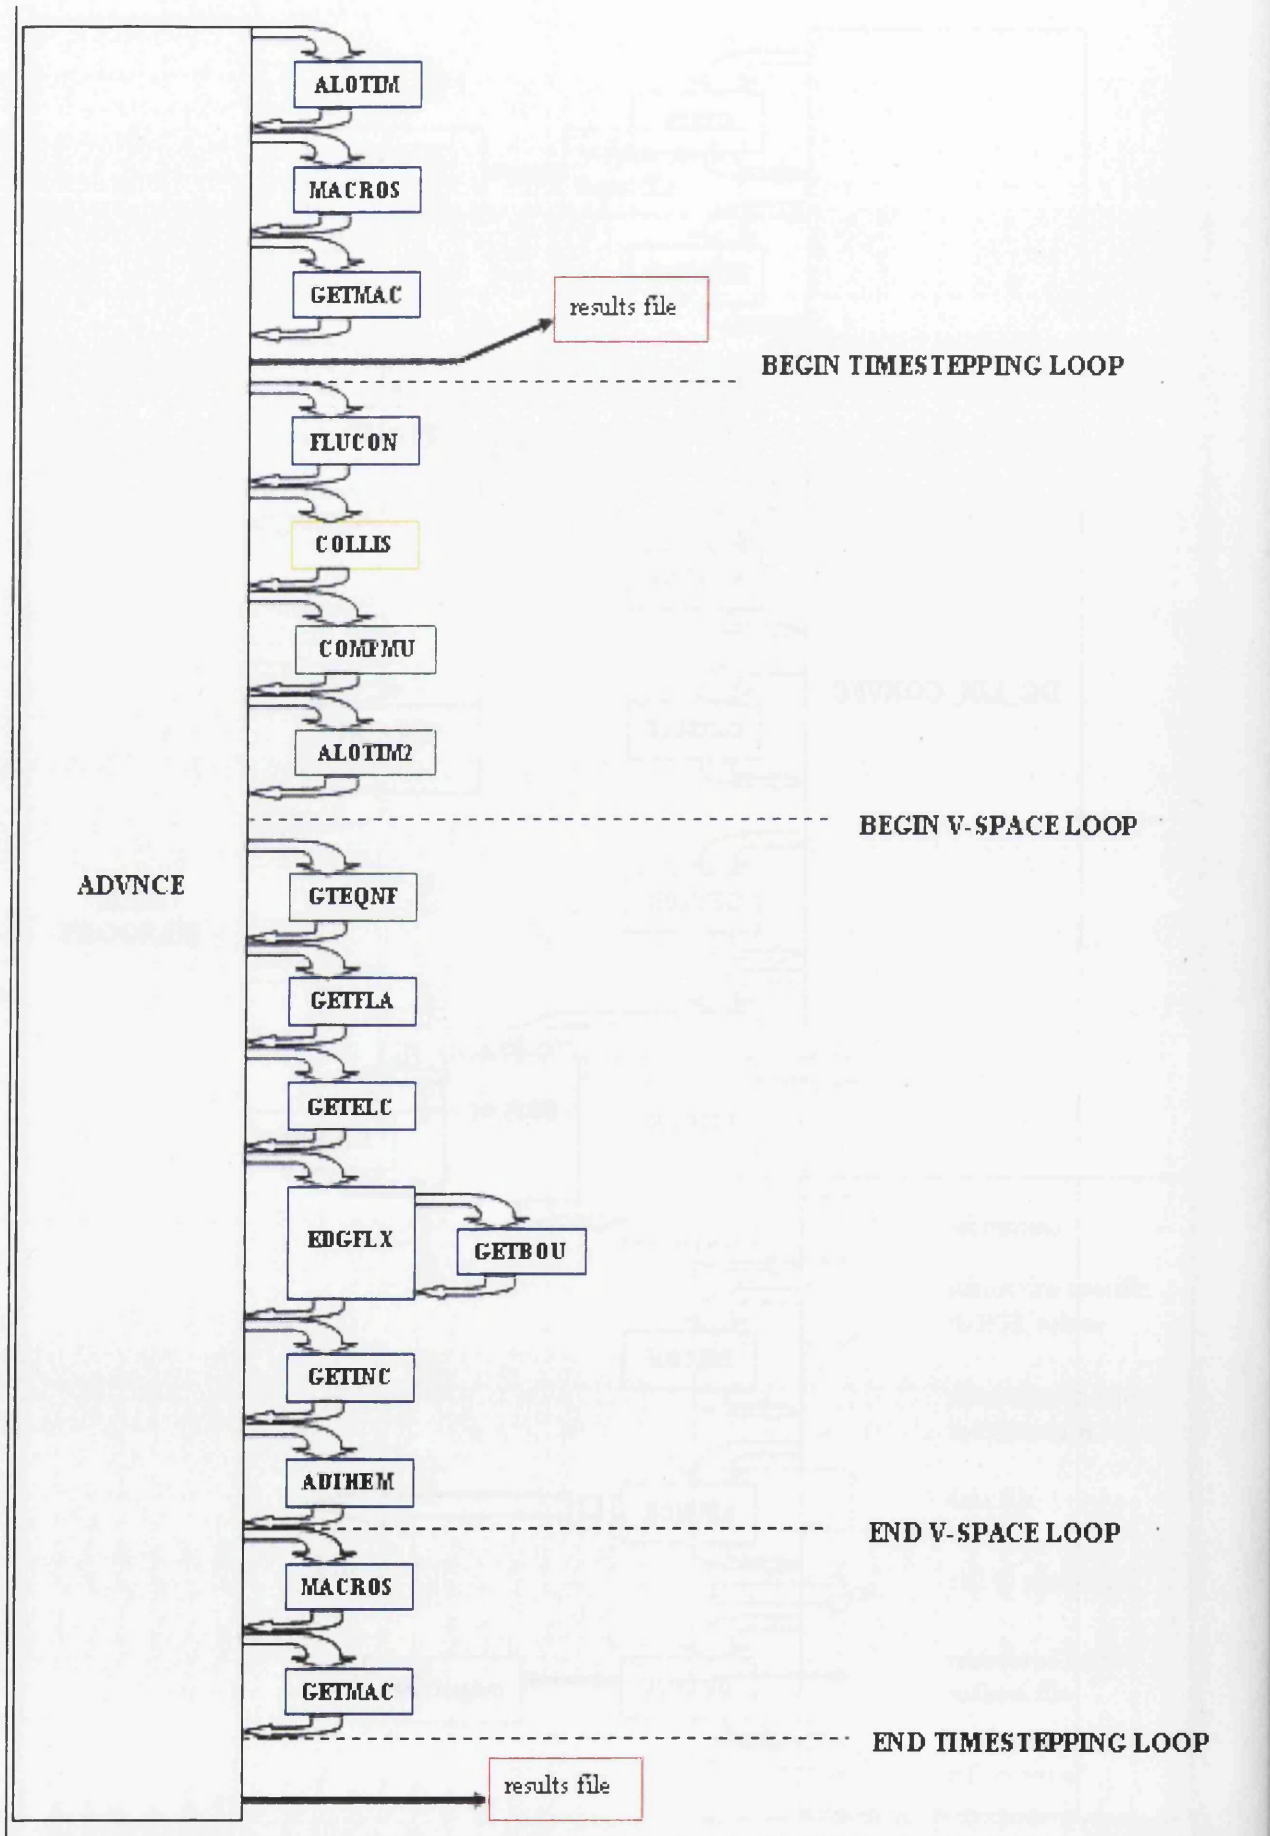 ALOTIM
MACROS
GETMAC
results file
BEGIN TIMESTEPPING LOOP
FLUCON
COLLIS
COMPMU
ALOTIM2
BEGIN V-SPACE LOOP
ADVNCE
GTEQNF
GETFLA
GETELC
EDGFLX
GETBOU
GETINC
ADTHEM
END V-SPACE LOOP
MACROS
GETMAC
END TIMESTEPPING LOOP
results file